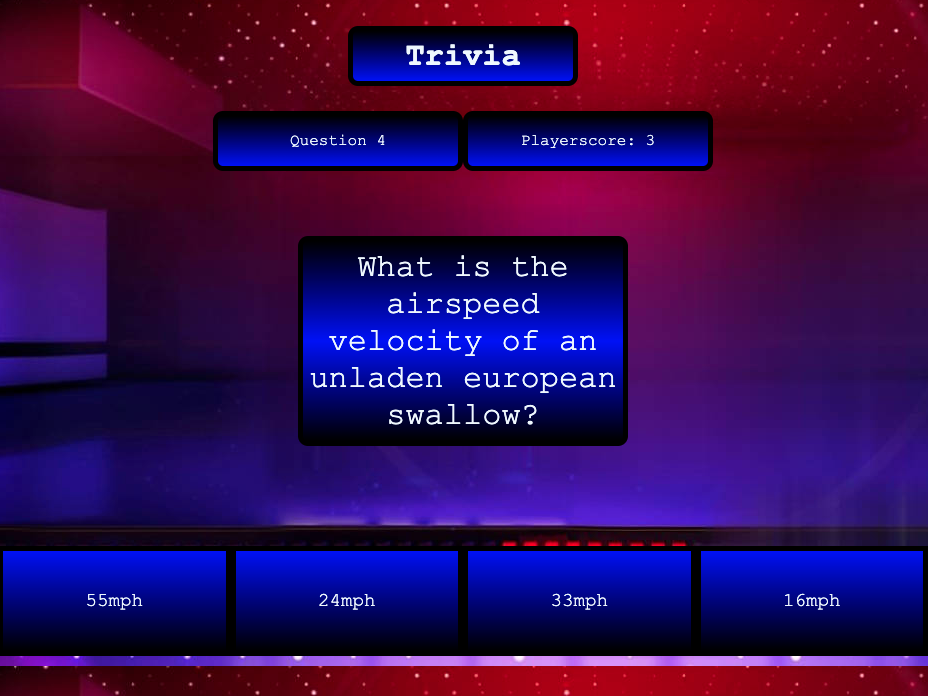 Trivia
Question 4
Playerscore: 3
What is the
airspeed
velocity of an
unladen european
swallow?
55mph
24mph
33mph
16mph